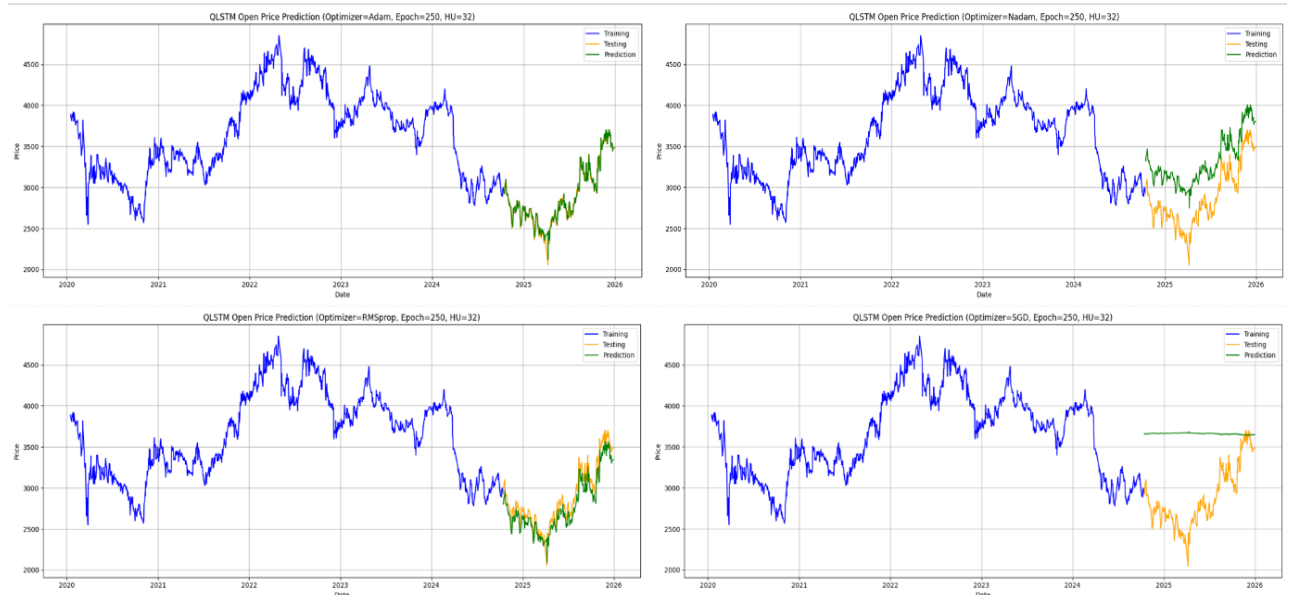 QLSTM Open Price Prediction (Optimizer=Adam, Epoch=250, HU=32)
Training
Testing
Prediction
4500
4000
3500
3000
2500
2000
Price
2020 2021 2022 2023 2024 2025 2026
Date
QLSTM Open Price Prediction (Optimizer=Nadam, Epoch=250, HU=32)
Training
Testing
Prediction
4500
4000
3500
3000
2500
2000
Price
2020 2021 2022 2023 2024 2025 2026
Date
QLSTM Open Price Prediction (Optimizer=RMSprop, Epoch=250, HU=32)
Training
Testing
Prediction
4500
4000
3500
3000
2500
2000
Price
2020 2021 2022 2023 2024 2025 2026
Date
QLSTM Open Price Prediction (Optimizer=SGD, Epoch=250, HU=32)
Training
Testing
Prediction
4500
4000
3500
3000
2500
2000
Price
2020 2021 2022 2023 2024 2025 2026
Date